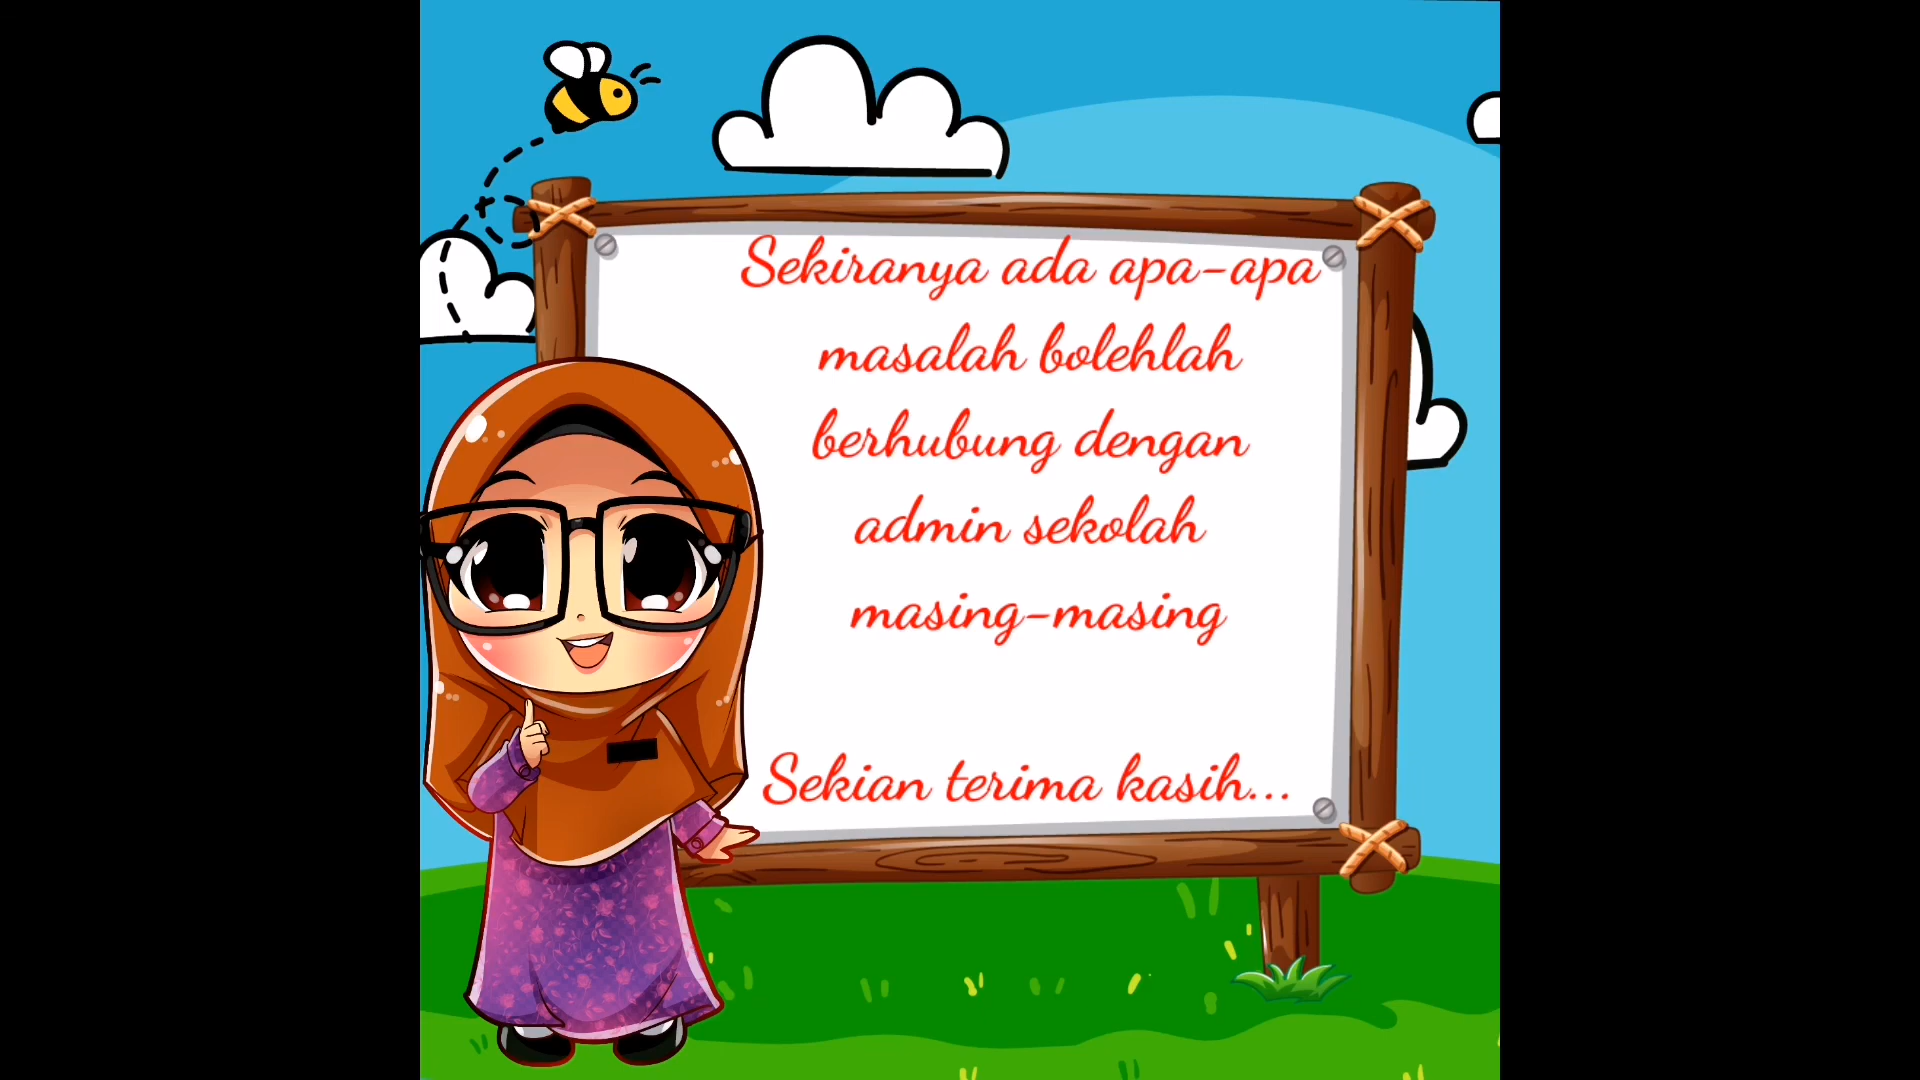 Sekiranya ada apa-apa
masalah bolehlah
berhubung dengan
admin sekolah
masing-masing
Sekian terima kasih...